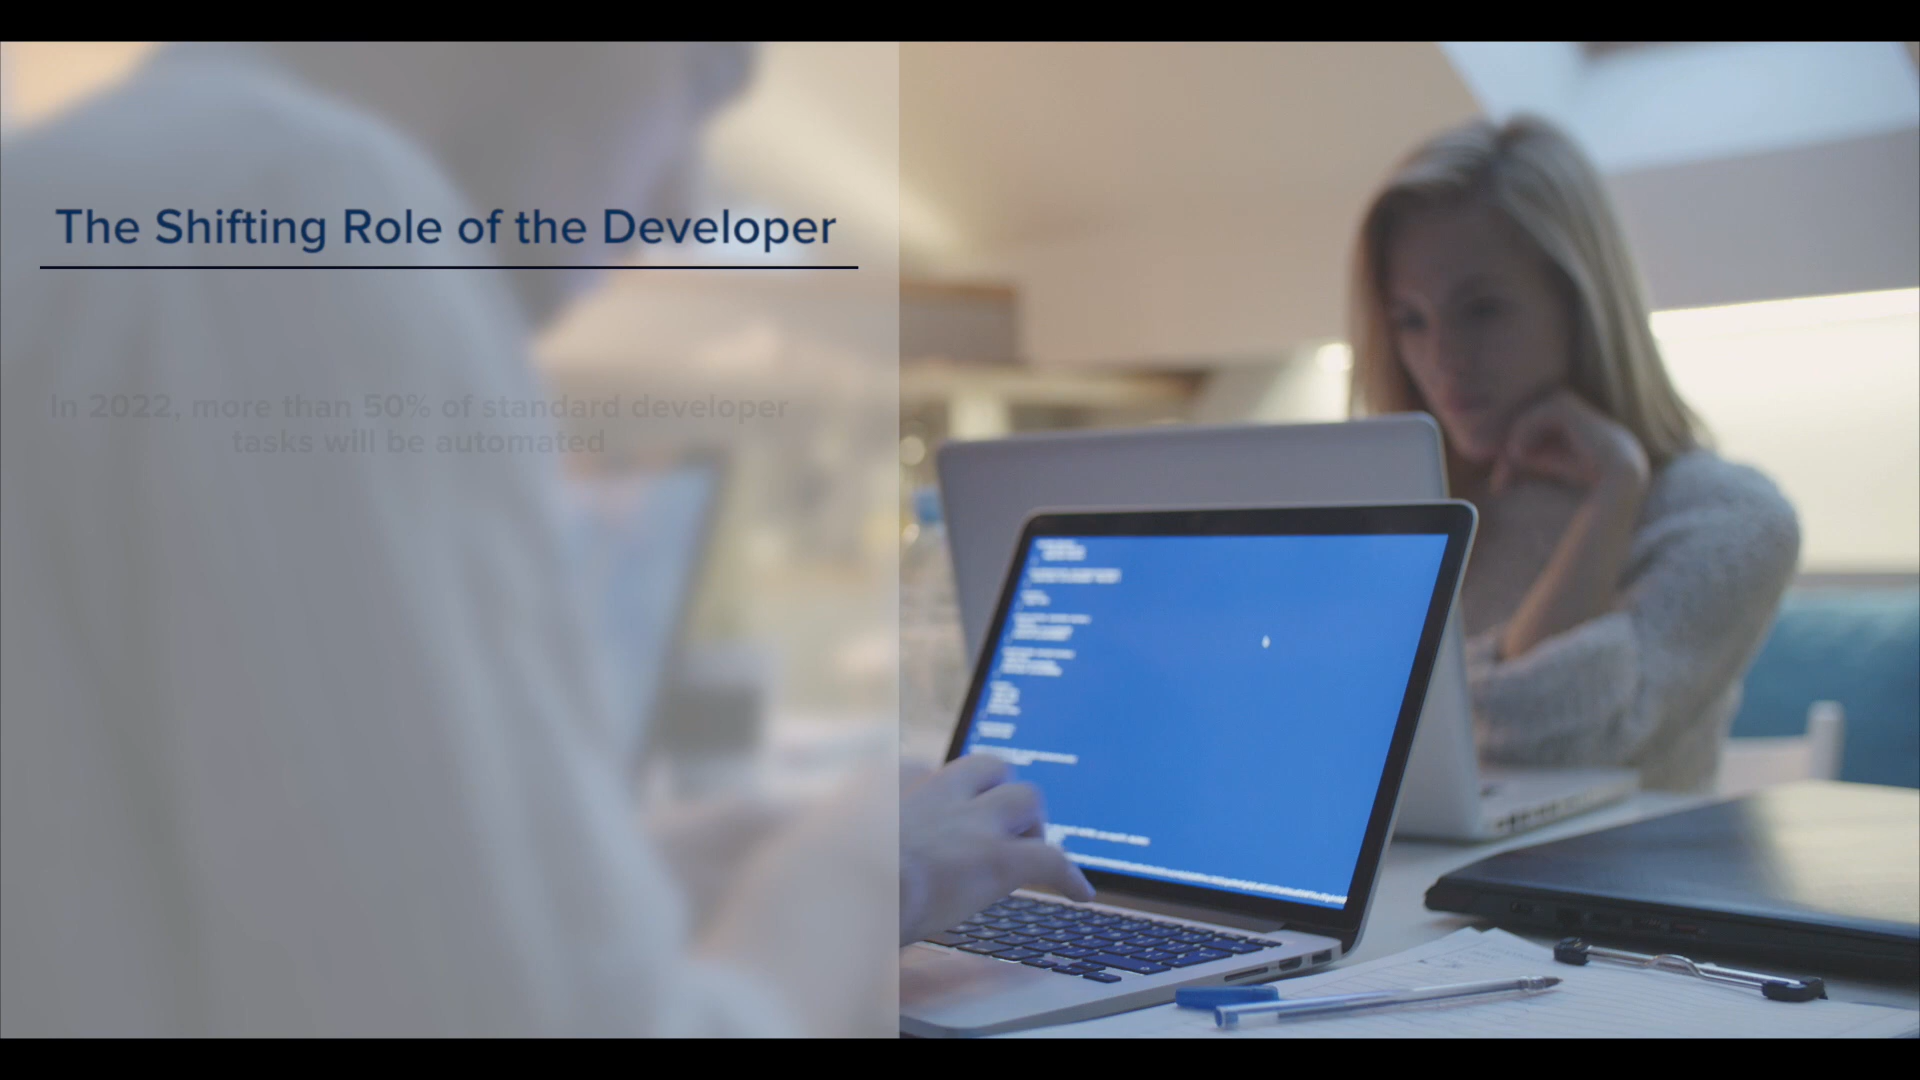 The Shifting Role of the Developer
In 2022, more than 50% of standard developer
tasks will be automated